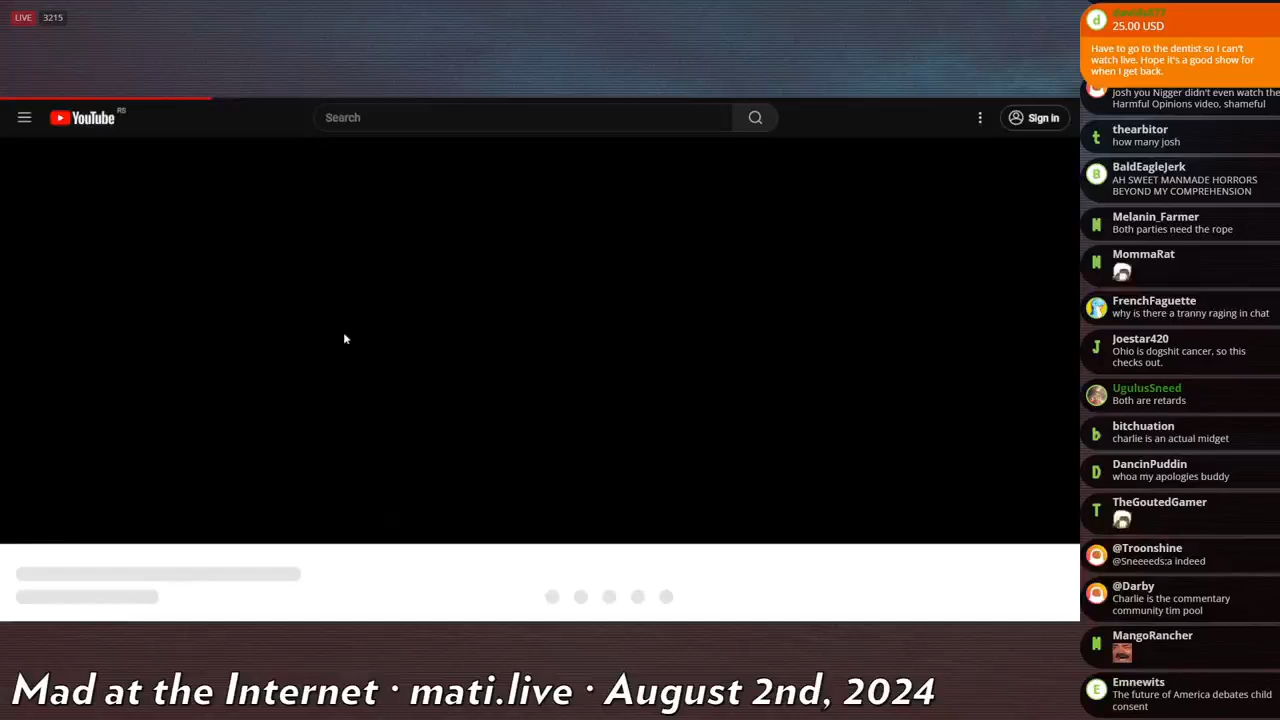 LIVE 3215
YouTube RS
Search
Sign in
d
davids877
25.00 USD
Have to go to the dentist so I can't
watch live. Hope it's a good show for
when I get back.
Josh you Nigger didn't even watch the
Harmful Opinions video, shameful
t
thearbitor
how many josh
B
BaldEagleJerk
AH SWEET MANMADE HORRORS
BEYOND MY COMPREHENSION
M
Melanin_Farmer
Both parties need the rope
M
MommaRat
FrenchFaguette
why is there a tranny raging in chat
J
Joestar420
Ohio is dogshit cancer, so this
checks out.
UgulusSneed
Both are retards
b
bitchuation
charlie is an actual midget
D
DancinPuddin
whoa my apologies buddy
T
TheGoutedGamer
@Troonshine
@Sneeeeds:a indeed
@Darby
Charlie is the commentary
community tim pool
M
MangoRancher
E
Emnewits
The future of America debates child
consent
Mad at the Internet · mati.live · August 2nd, 2024